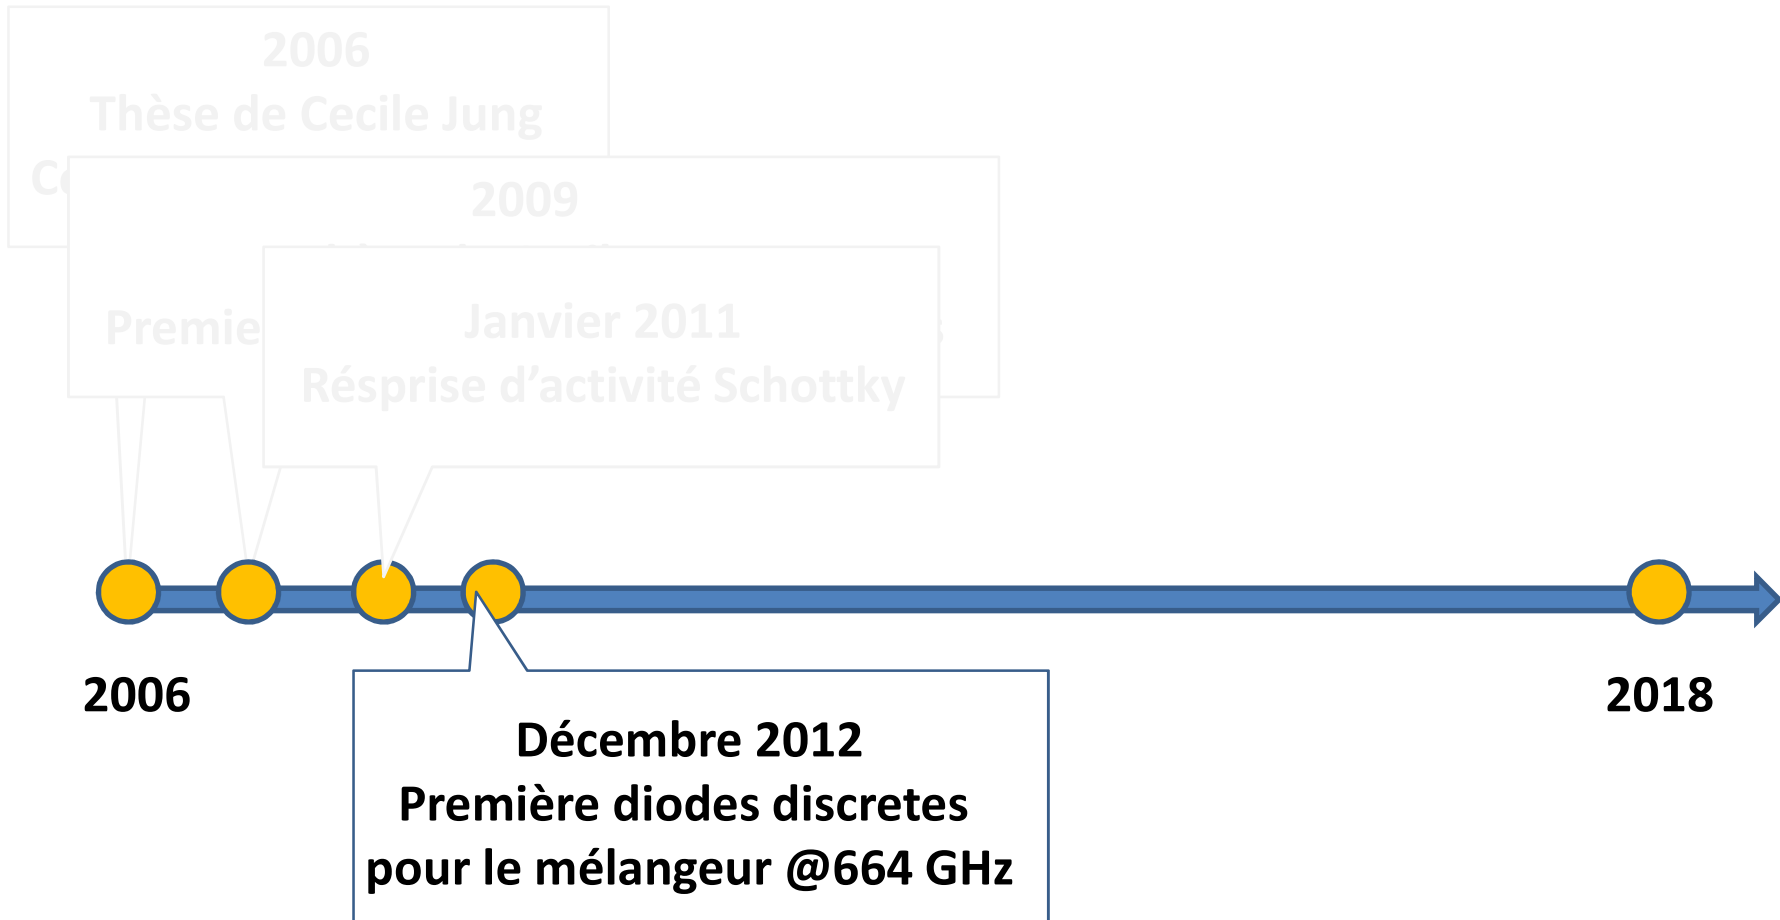 2006
Thèse de Cecile Jung
2009
Janvier 2011
Résprise d’activité Schottky
2006
2018
Décembre 2012
Première diodes discretes
pour le mélangeur @664 GHz